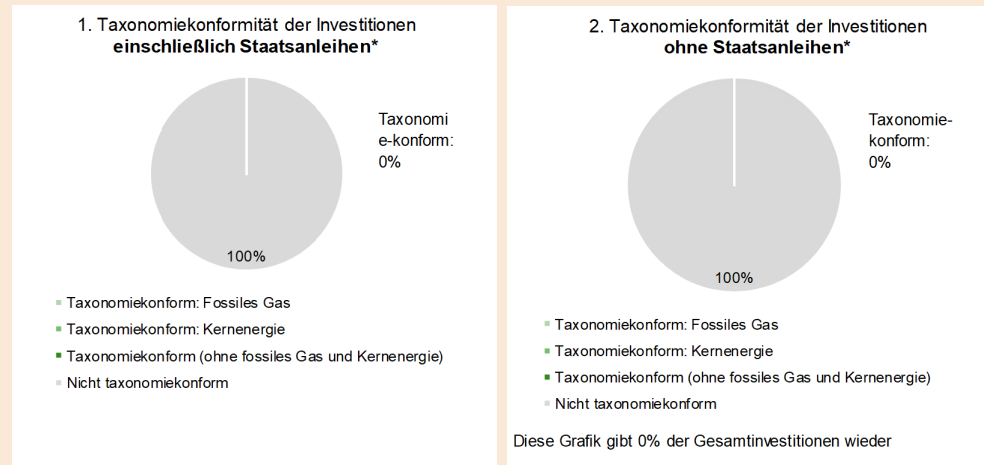 1. Taxonomiekonformität der Investitionen
einschließlich Staatsanleihen*
Taxonomi
e-konform:
0%
100%
Taxonomiekonform: Fossiles Gas
Taxonomiekonform: Kernenergie
Taxonomiekonform (ohne fossiles Gas und Kernenergie)
Nicht taxonomiekonform
2. Taxonomiekonformität der Investitionen
ohne Staatsanleihen*
Taxonomie-
konform:
0%
100%
Taxonomiekonform: Fossiles Gas
Taxonomiekonform: Kernenergie
Taxonomiekonform (ohne fossiles Gas und Kernenergie)
Nicht taxonomiekonform
Diese Grafik gibt 0% der Gesamtinvestitionen wieder